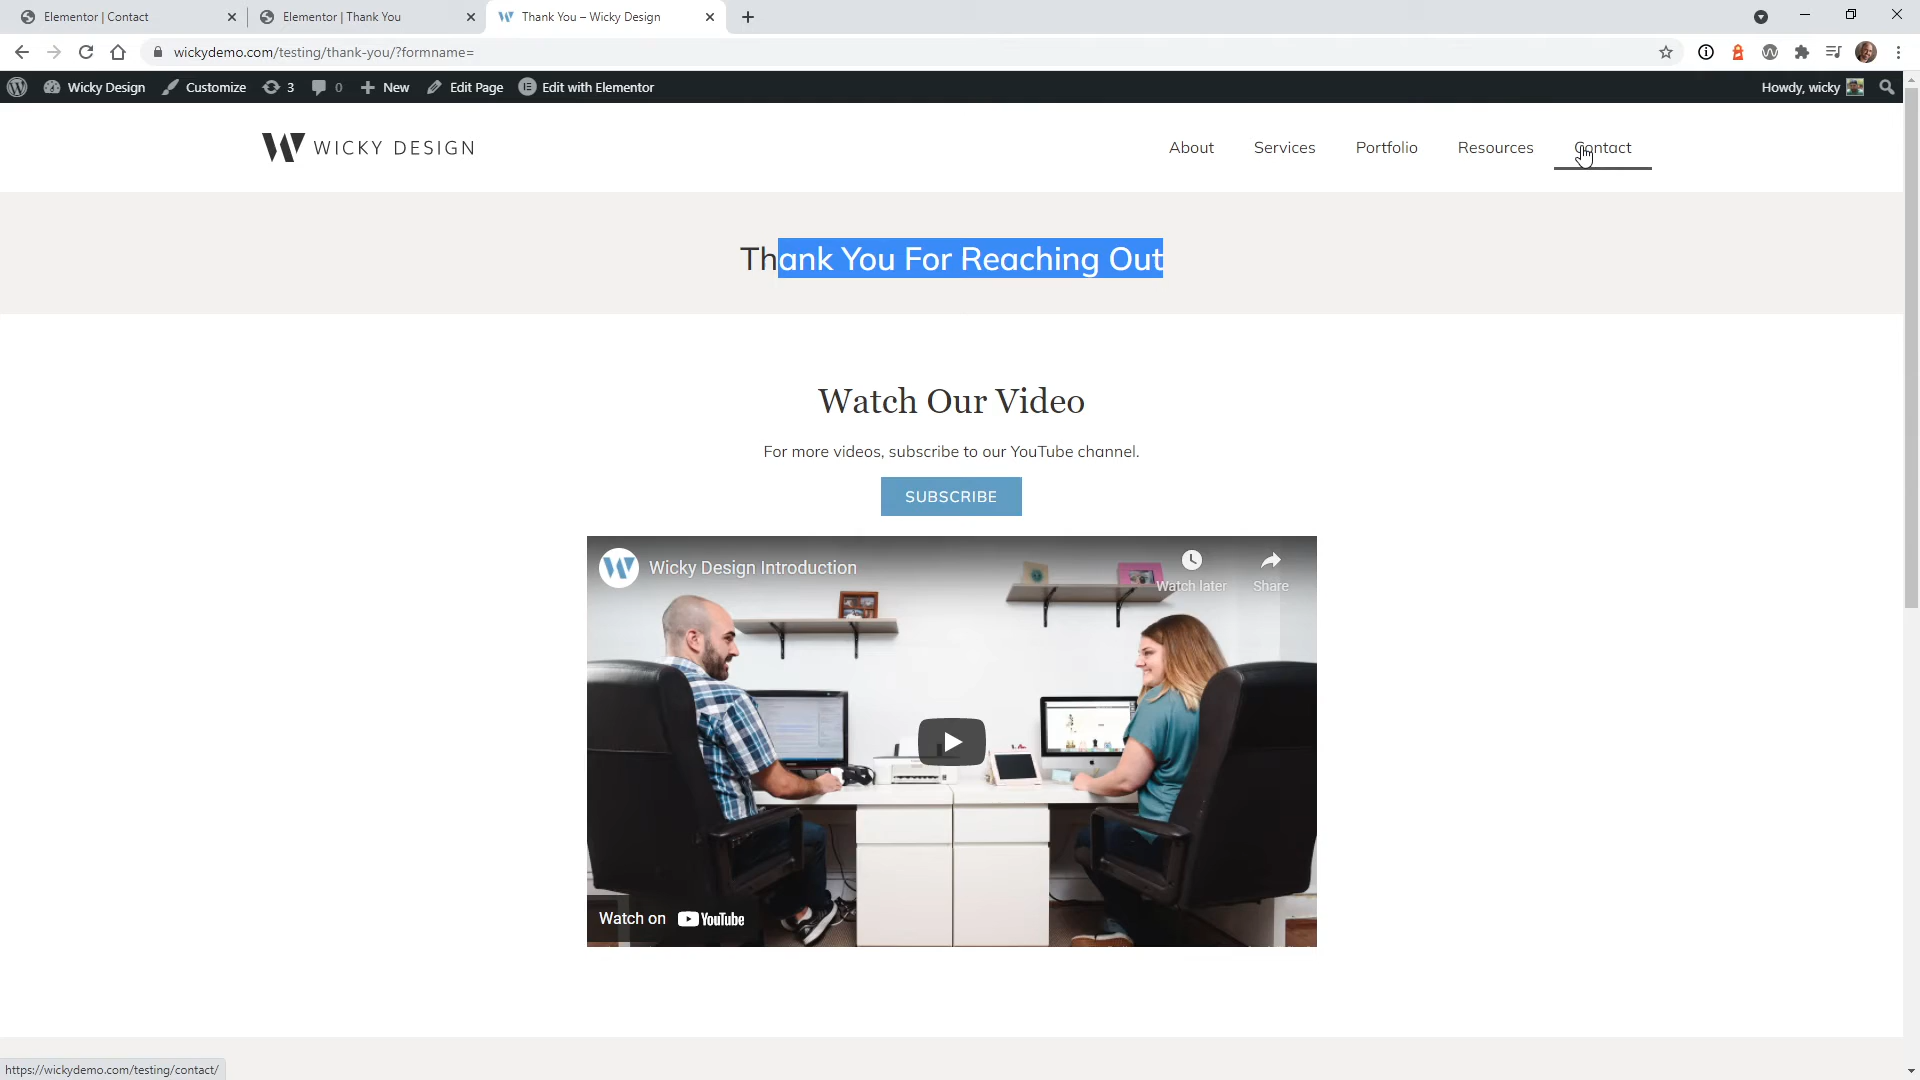 Elementor | Contact
Elementor | Thank You
Thank You – Wicky Design
wickydemo.com/testing/thank-you/?formname=
Wicky Design
Customize
3
0
New
Edit Page
Edit with Elementor
Howdy, wicky
WICKY DESIGN
About
Services
Portfolio
Resources
Contact
Thank You For Reaching Out
Watch Our Video
For more videos, subscribe to our YouTube channel.
SUBSCRIBE
Wicky Design Introduction
Watch later
Share
Watch on YouTube
https://wickydemo.com/testing/contact/